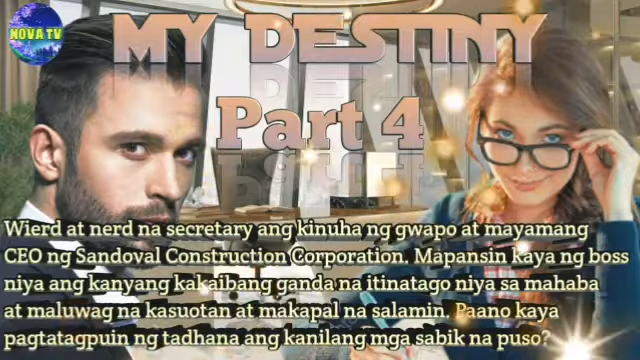 NOVA TV
MY DESTINY
Part 4
Wierd at nerd na secretary ang kinuha ng gwapo at mayamang
CEO ng Sandoval Construction Corporation. Mapansin kaya ng boss
niya ang kanyang kakaibang ganda na itinatago niya sa mahaba
at maluwag na kasuotan at makapal na salamin. Paano kaya
pagtatagpuin ng tadhana ang kanilang mga sabik na puso?